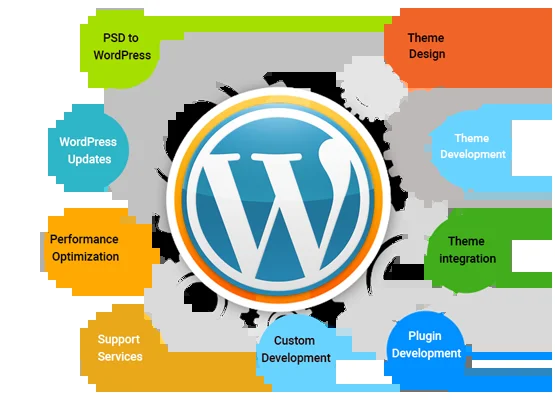 PSD to
WordPress
Theme
Design
WordPress
Updates
Theme
Development
Performance
Optimization
Theme
integration
Support
Services
Custom
Development
Plugin
Development